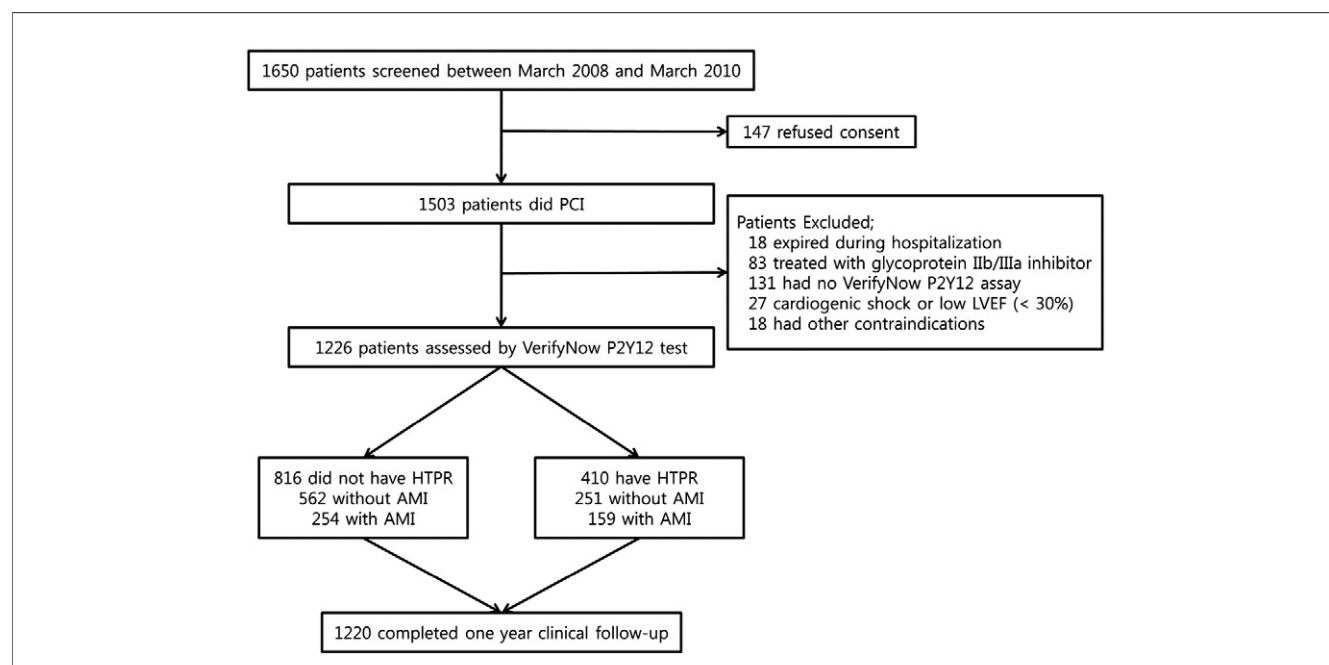 1650 patients screened between March 2008 and March 2010
147 refused consent
1503 patients did PCI
Patients Excluded;
18 expired during hospitalization
83 treated with glycoprotein IIb/IIIa inhibitor
131 had no VerifyNow P2Y12 assay
27 cardiogenic shock or low LVEF (< 30%)
18 had other contraindications
1226 patients assessed by VerifyNow P2Y12 test
816 did not have HTPR
562 without AMI
254 with AMI
410 have HTPR
251 without AMI
159 with AMI
1220 completed one year clinical follow-up